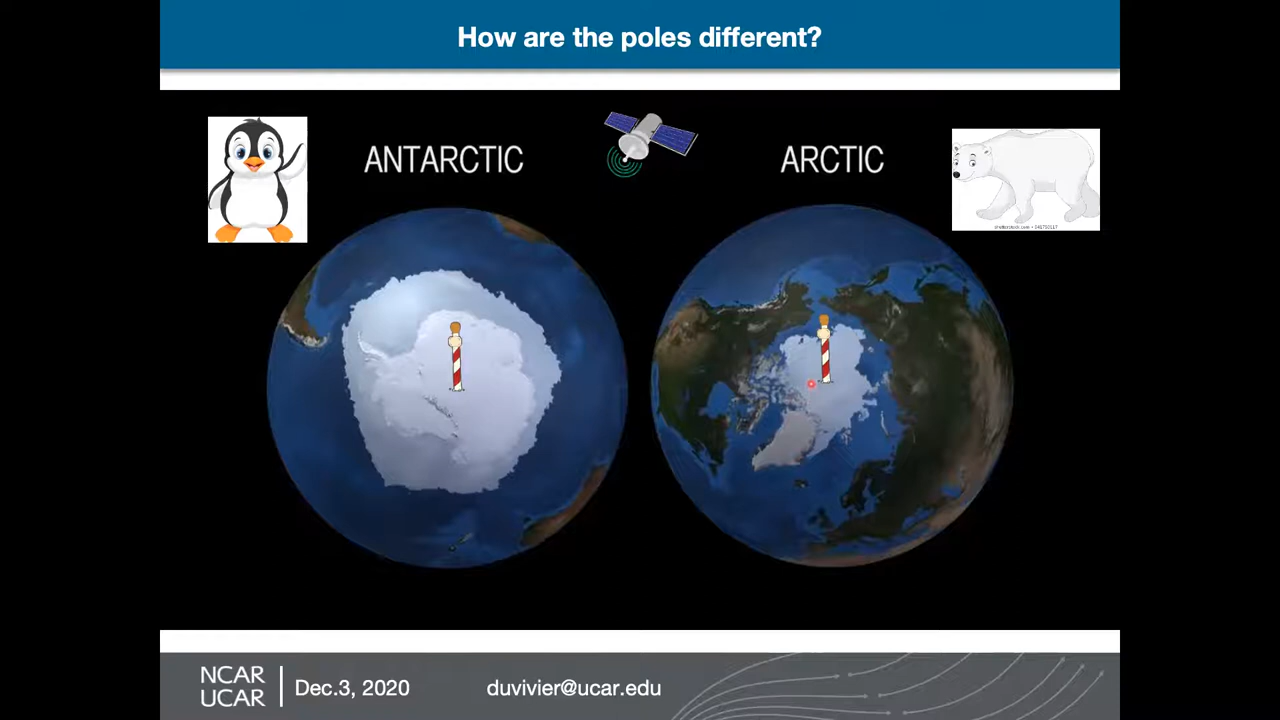 How are the poles different?
ANTARCTIC
ARCTIC
NCAR
UCAR
Dec.3, 2020
duvivier@ucar.edu